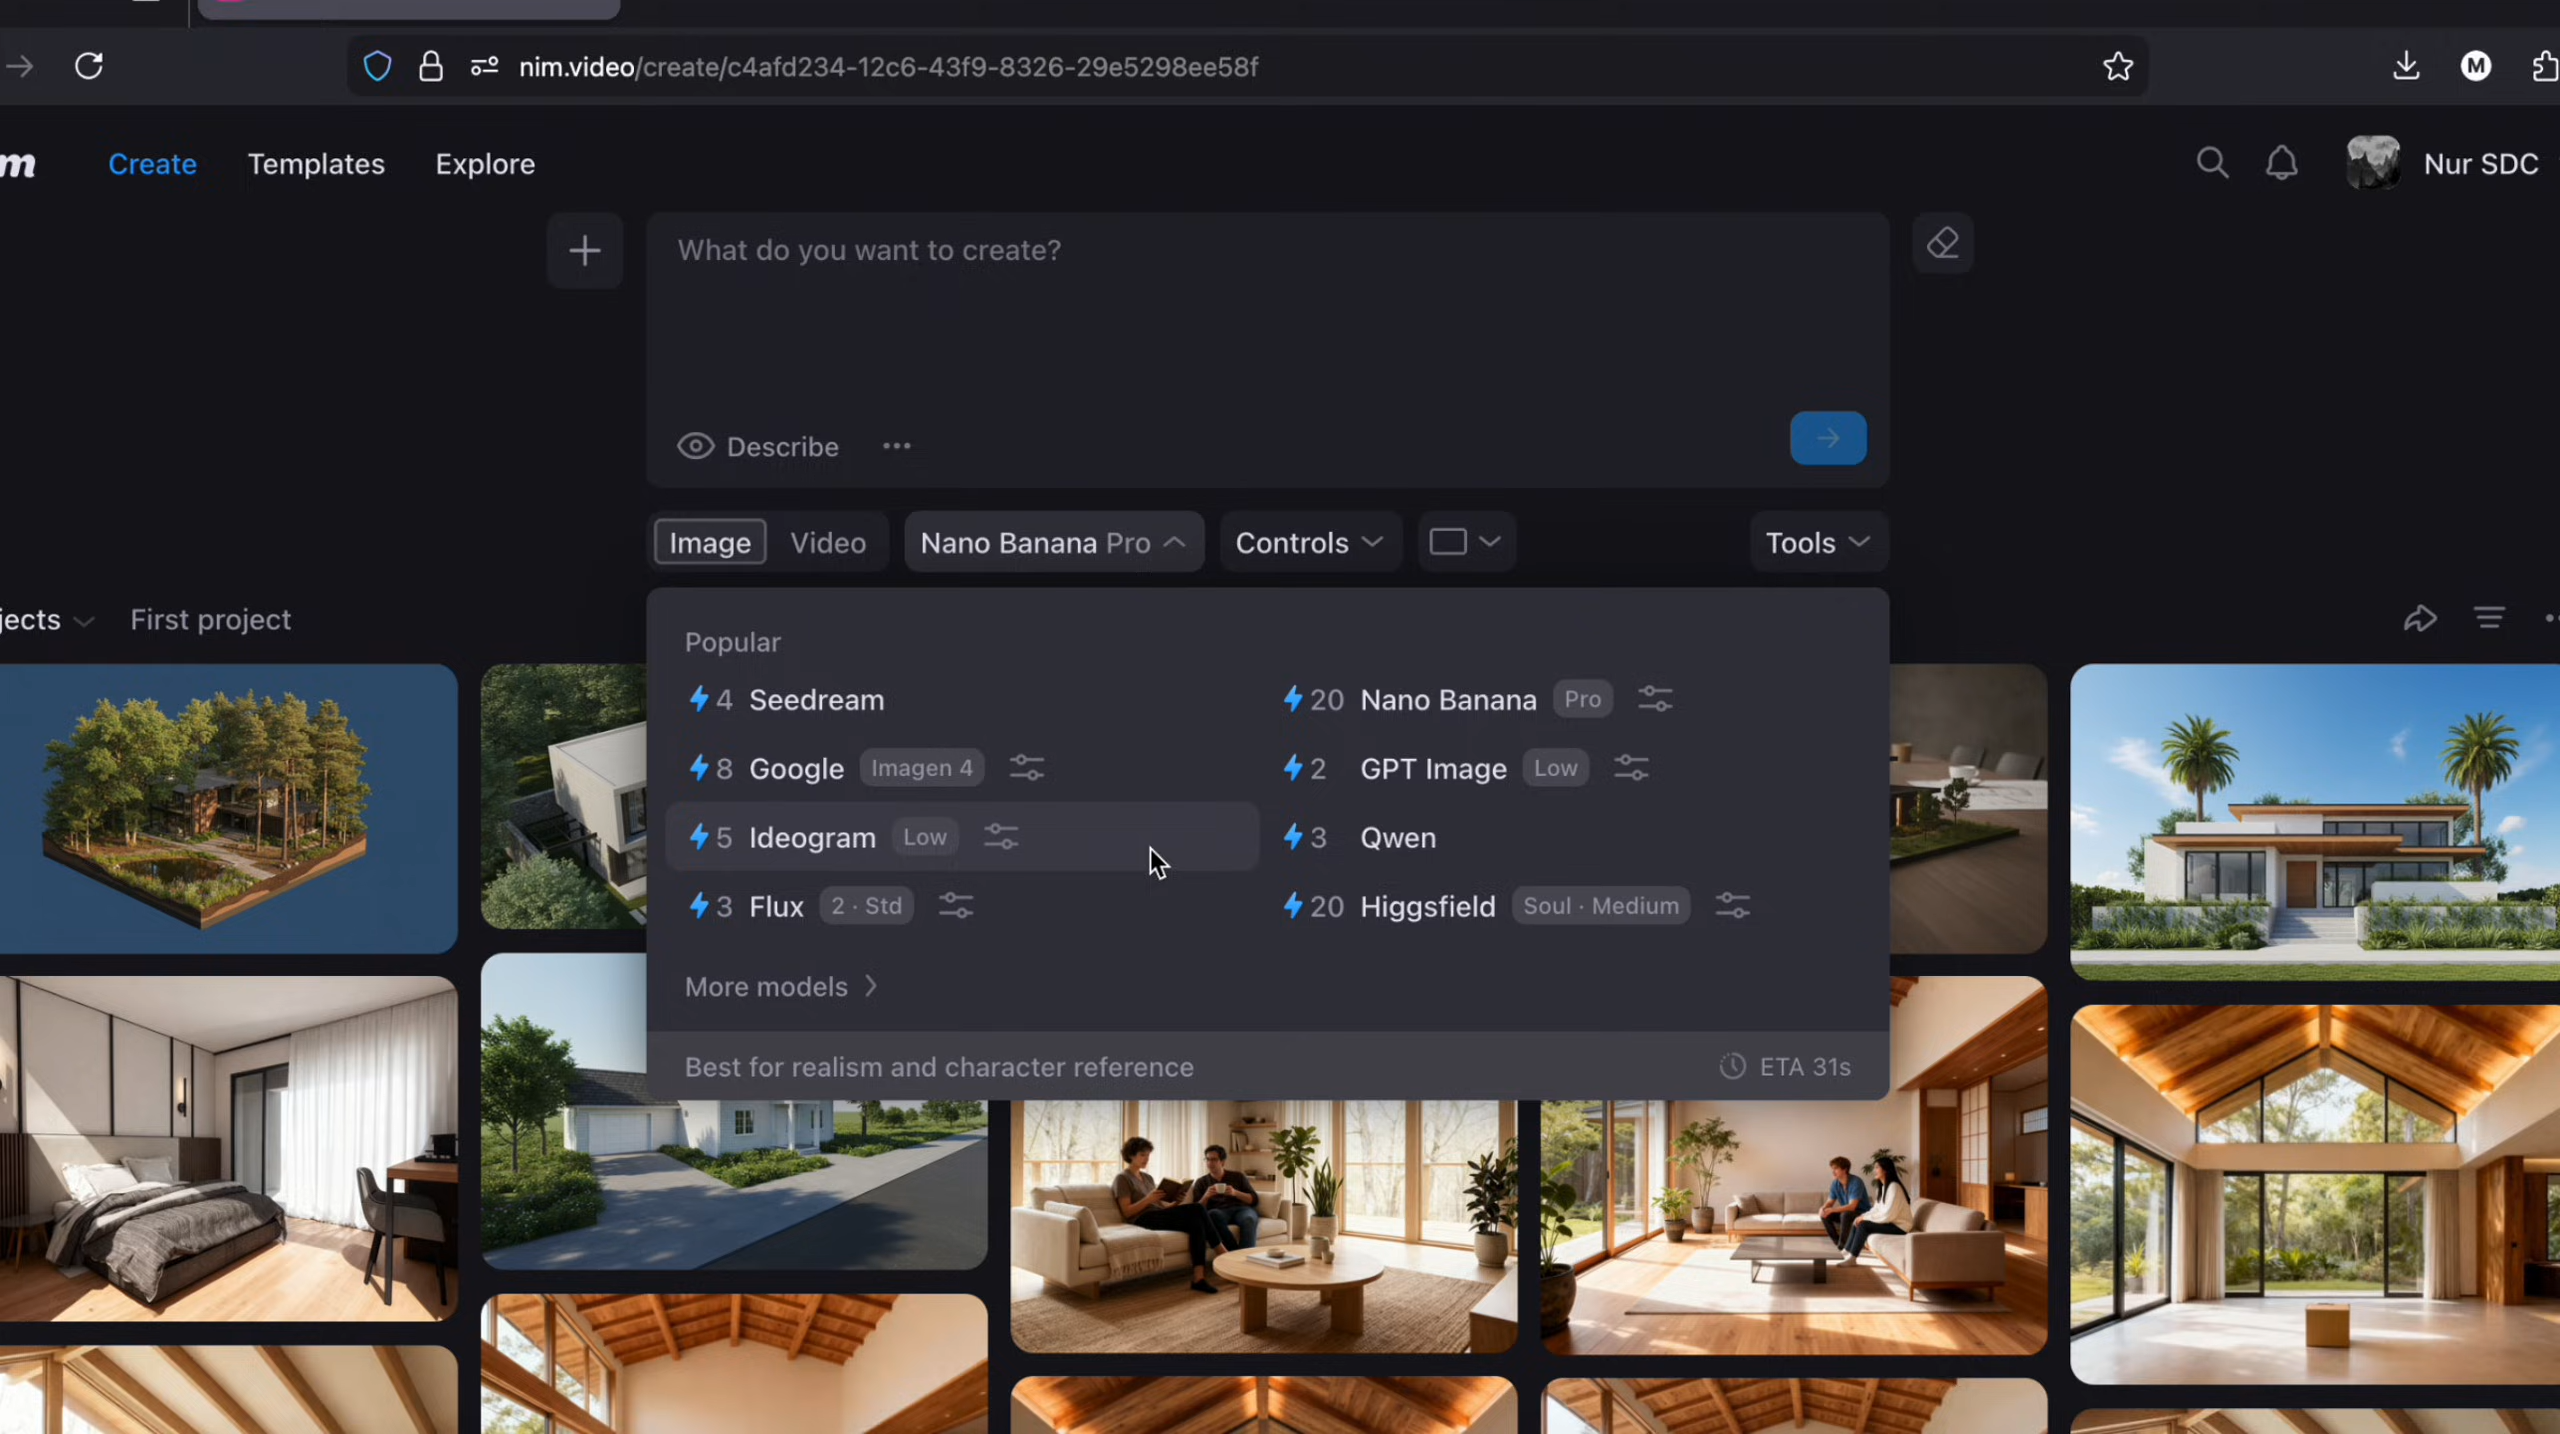 nim.video/create/c4afd234-12c6-43f9-8326-29e5298ee58f
M
m
Create
Templates
Explore
Nur SDC
What do you want to create?
Describe
Image
Video
Nano Banana Pro
Controls
Tools
jects
First project
Popular
4 Seedream
20 Nano Banana Pro
8 Google Imagen 4
2 GPT Image Low
5 Ideogram Low
3 Qwen
3 Flux 2 · Std
20 Higgsfield Soul · Medium
More models
Best for realism and character reference
ETA 31s